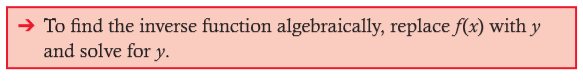 ➔ To find the inverse function algebraically, replace f(x) with y
and solve for y.